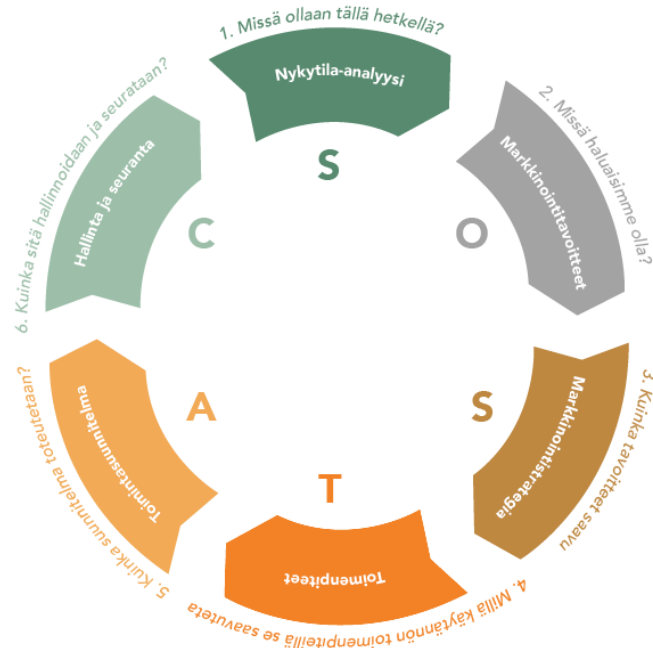 1. Missä ollaan tällä hetkellä?
Nykytila-analyysi
S
2. Missä haluaisimme olla?
Markkinointitavoitteet
O
3. Kuinka tavoitteet saavu
Markkinointistrategia
S
4. Millä käytännön toimenpiteillä se saavuteta
Toimenpiteet
T
5. Kuinka suunnitelma toteutetaan?
Toimintasuunnitelma
A
6. Kuinka sitä hallinnoidaan ja seurataan?
Hallinta ja seuranta
C